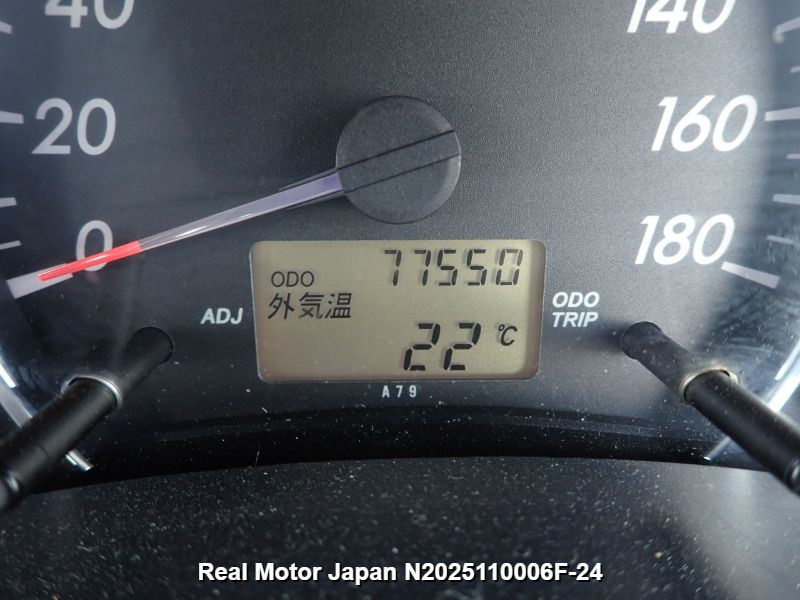 40
140
20
160
0
180
ODO 77550
外気温
22 ℃
ADJ
ODO
TRIP
A79
Real Motor Japan N2025110006F-24